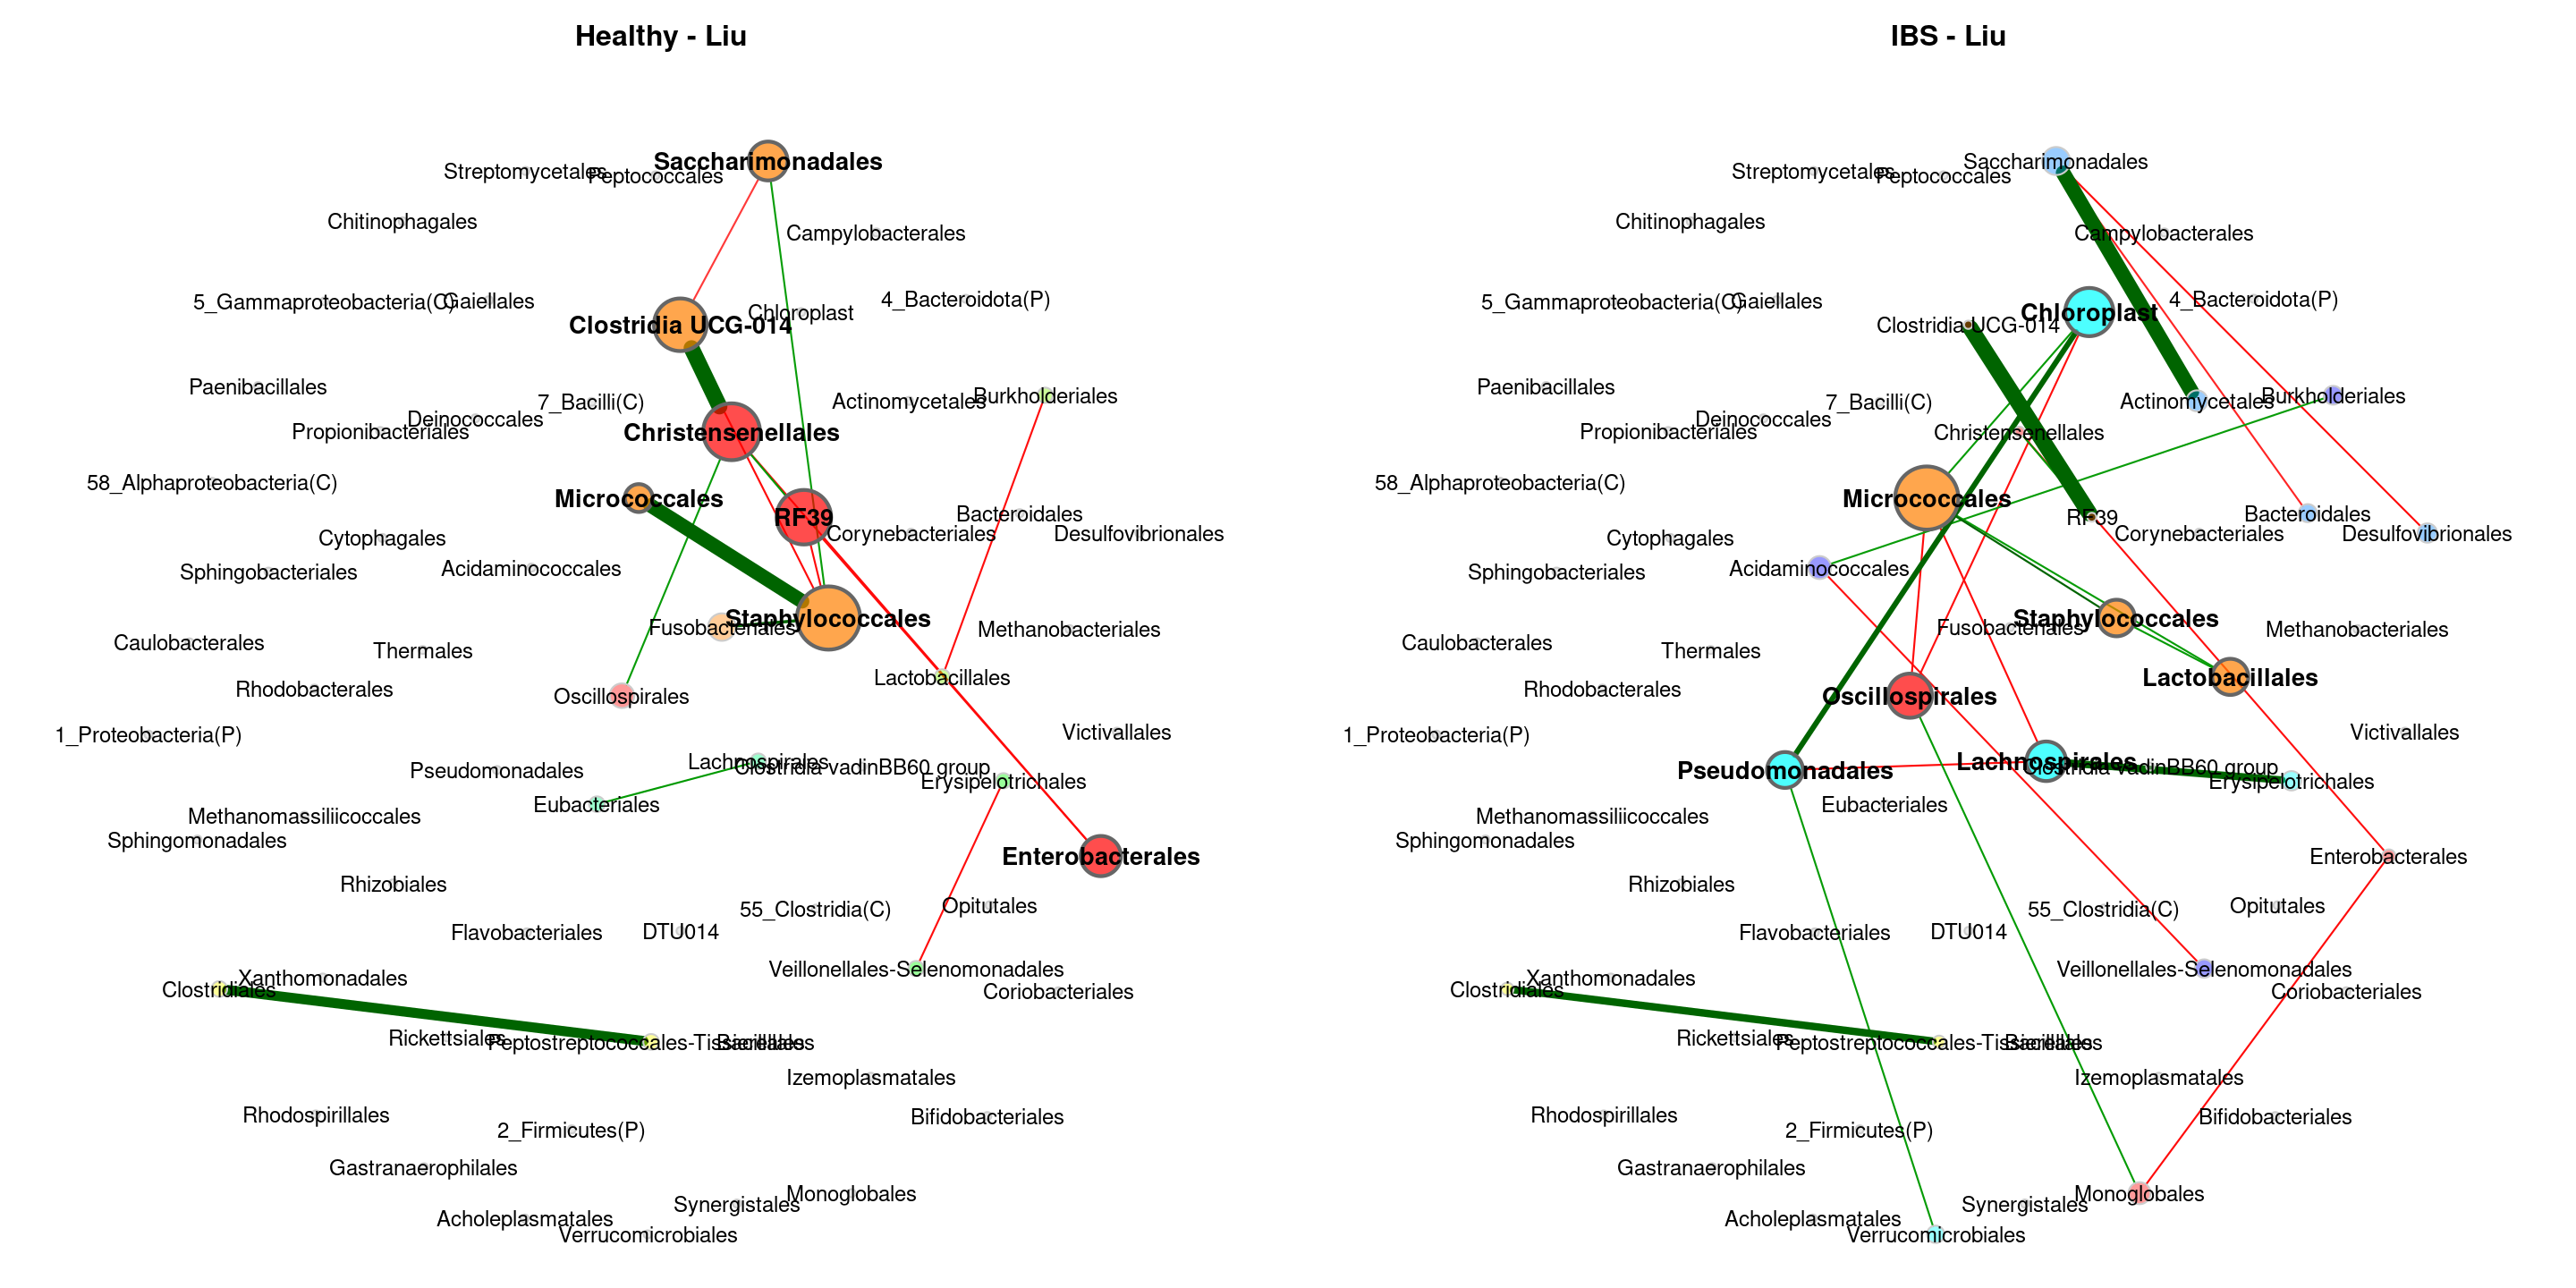 Healthy - Liu
Saccharimonadales
Streptomycetales
Peptococcales
Chitinophagales
Campylobacterales
5_Gammaproteobacteria(C)
Gaiellales
4_Bacteroidota(P)
Chloroplast
Clostridia UCG-014
Paenibacillales
7_Bacilli(C)
Actinomycetales
Burkholderiales
Deinococcales
Propionibacteriales
Christensenellales
58_Alphaproteobacteria(C)
Micrococcales
RF39
Bacteroidales
Corynebacteriales
Desulfovibrionales
Cytophagales
Sphingobacteriales
Acidaminococcales
Staphylococcales
Fusobacteriales
Methanobacteriales
Caulobacterales
Thermales
Lactobacillales
Rhodobacterales
Oscillospirales
1_Proteobacteria(P)
Victivallales
Lachnospirales
Clostridia vadinBB60 group
Pseudomonadales
Erysipelotrichales
Eubacteriales
Methanomassiliicoccales
Sphingomonadales
Enterobacterales
Rhizobiales
55_Clostridia(C)
Opitutales
Flavobacteriales
DTU014
Veillonellales-Selenomonadales
Xanthomonadales
Clostridiales
Coriobacteriales
Rickettsiales
Peptostreptococcales-Tissierellales
Bacillales
Izemoplasmatales
Rhodospirillales
Bifidobacteriales
2_Firmicutes(P)
Gastranaerophilales
Monoglobales
Synergistales
Acholeplasmatales
Verrucomicrobiales
IBS - Liu
Saccharimonadales
Streptomycetales
Peptococcales
Chitinophagales
Campylobacterales
5_Gammaproteobacteria(C)
Gaiellales
4_Bacteroidota(P)
Chloroplast
Clostridia UCG-014
Paenibacillales
7_Bacilli(C)
Actinomycetales
Burkholderiales
Deinococcales
Propionibacteriales
Christensenellales
58_Alphaproteobacteria(C)
Micrococcales
RF39
Bacteroidales
Corynebacteriales
Desulfovibrionales
Cytophagales
Sphingobacteriales
Acidaminococcales
Staphylococcales
Fusobacteriales
Methanobacteriales
Caulobacterales
Thermales
Lactobacillales
Rhodobacterales
Oscillospirales
1_Proteobacteria(P)
Victivallales
Lachnospirales
Clostridia vadinBB60 group
Pseudomonadales
Erysipelotrichales
Eubacteriales
Methanomassiliicoccales
Sphingomonadales
Enterobacterales
Rhizobiales
55_Clostridia(C)
Opitutales
Flavobacteriales
DTU014
Veillonellales-Selenomonadales
Xanthomonadales
Clostridiales
Coriobacteriales
Rickettsiales
Peptostreptococcales-Tissierellales
Bacillales
Izemoplasmatales
Rhodospirillales
Bifidobacteriales
2_Firmicutes(P)
Gastranaerophilales
Monoglobales
Synergistales
Acholeplasmatales
Verrucomicrobiales